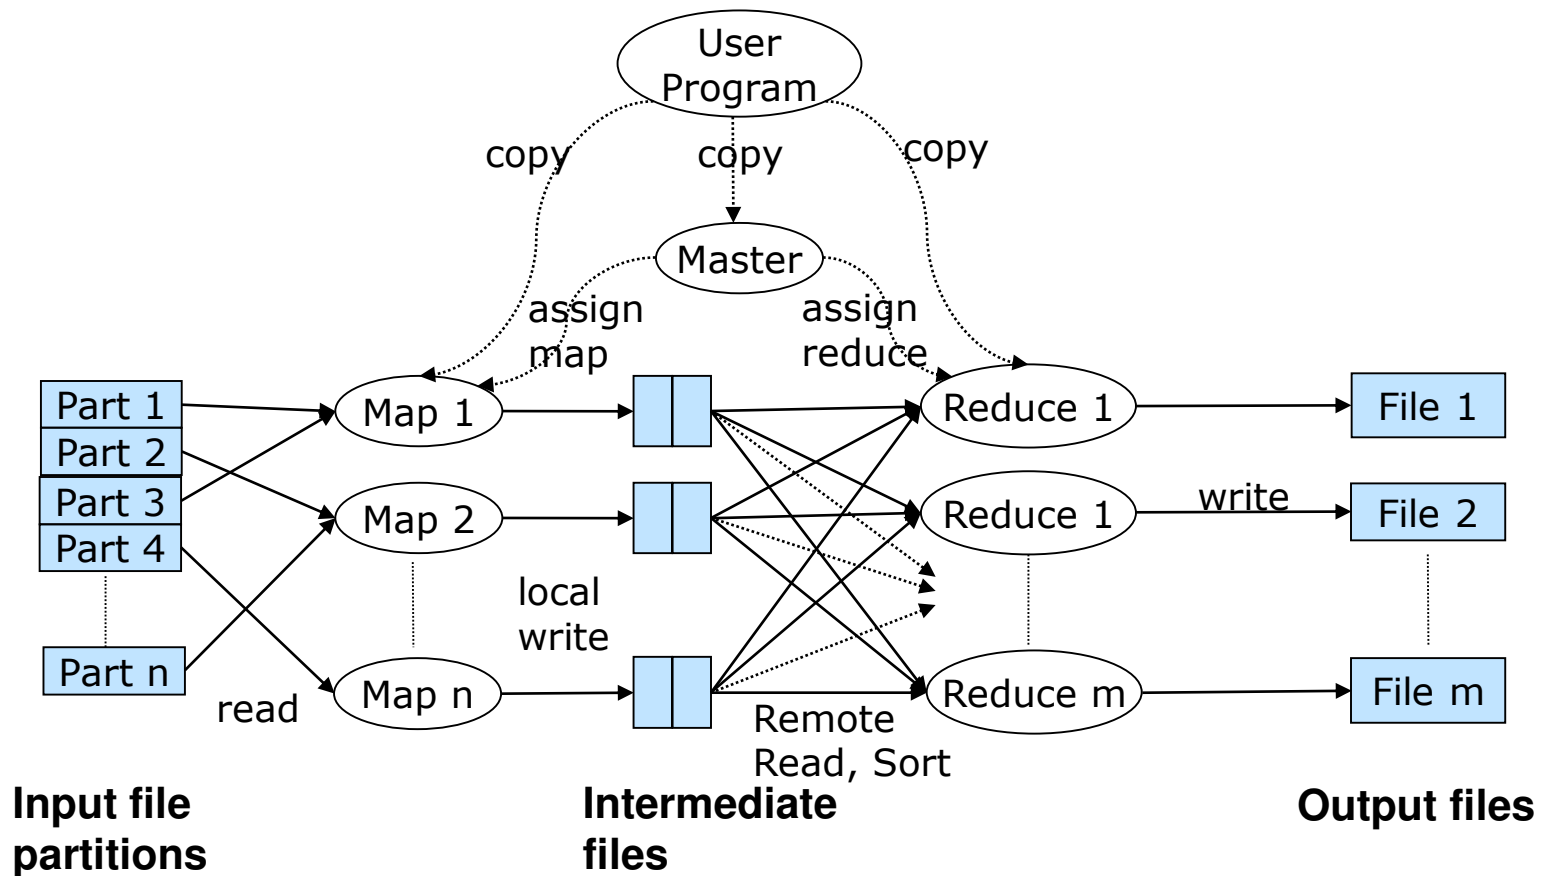 User
Program
copy
copy
copy
Master
assign
map
assign
reduce
Part 1
Part 2
Part 3
Part 4
Part n
read
Map 1
Map 2
Map n
local
write
Remote
Read, Sort
Reduce 1
Reduce 1
Reduce m
write
File 1
File 2
File m
Input file
partitions
Intermediate
files
Output files